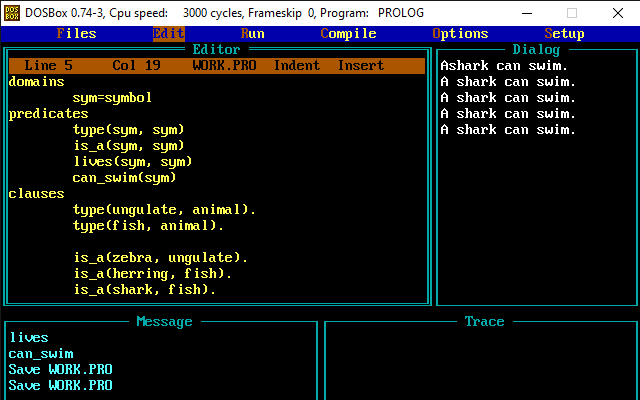 DOSBox 0.74-3, Cpu speed: 3000 cycles, Frameskip 0, Program: PROLOG
Files Edit Run Compile Options Setup
Editor
Line 5 Col 19 WORK.PRO Indent Insert
domains
sym=symbol
predicates
type(sym, sym)
is_a(sym, sym)
lives(sym, sym)
can_swim(sym)
clauses
type(ungulate, animal).
type(fish, animal).
is_a(zebra, ungulate).
is_a(herring, fish).
is_a(shark, fish).
Dialog
Ashark can swim.
A shark can swim.
A shark can swim.
A shark can swim.
A shark can swim.
Message
lives
can_swim
Save WORK.PRO
Save WORK.PRO
Trace